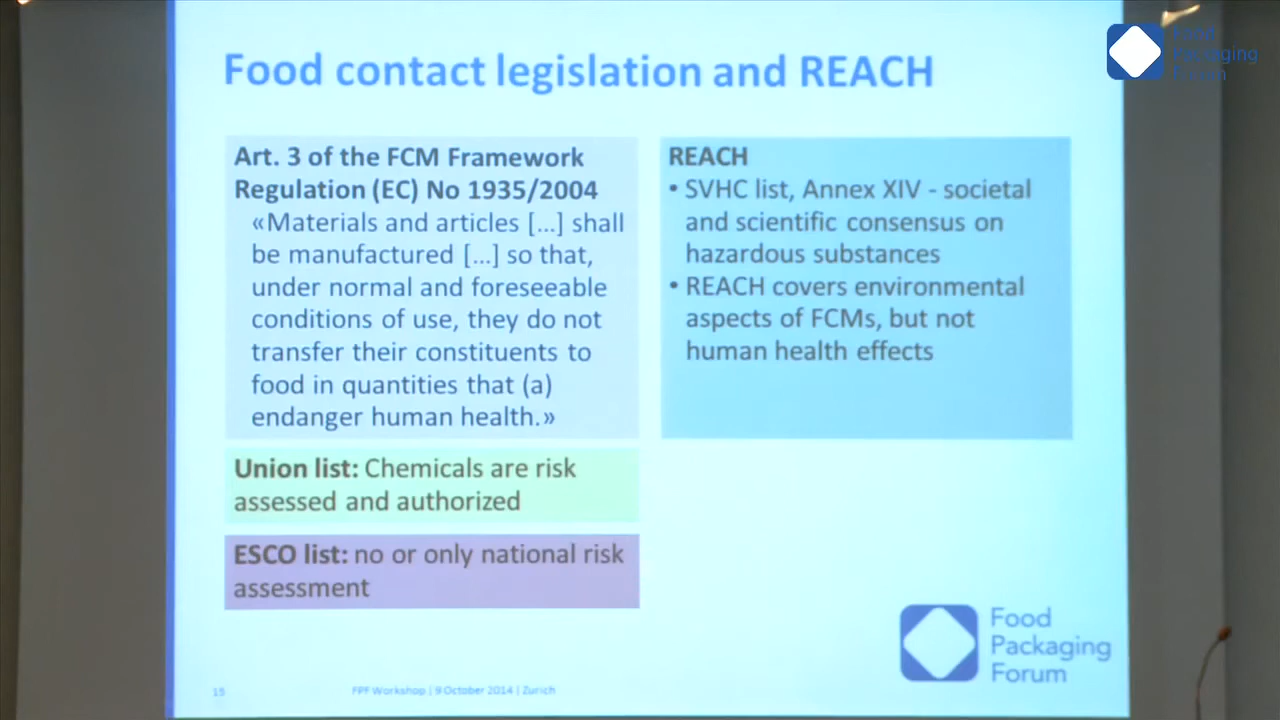 Food contact legislation and REACH
Food
Packaging
Forum
Art. 3 of the FCM Framework
Regulation (EC) No 1935/2004
«Materials and articles [...] shall
be manufactured [...] so that,
under normal and foreseeable
conditions of use, they do not
transfer their constituents to
food in quantities that (a)
endanger human health.»
REACH
• SVHC list, Annex XIV - societal
and scientific consensus on
hazardous substances
• REACH covers environmental
aspects of FCMs, but not
human health effects
Union list: Chemicals are risk
assessed and authorized
ESCO list: no or only national risk
assessment
Food
Packaging
Forum
15
FPF Workshop | 9 October 2014 | Zurich